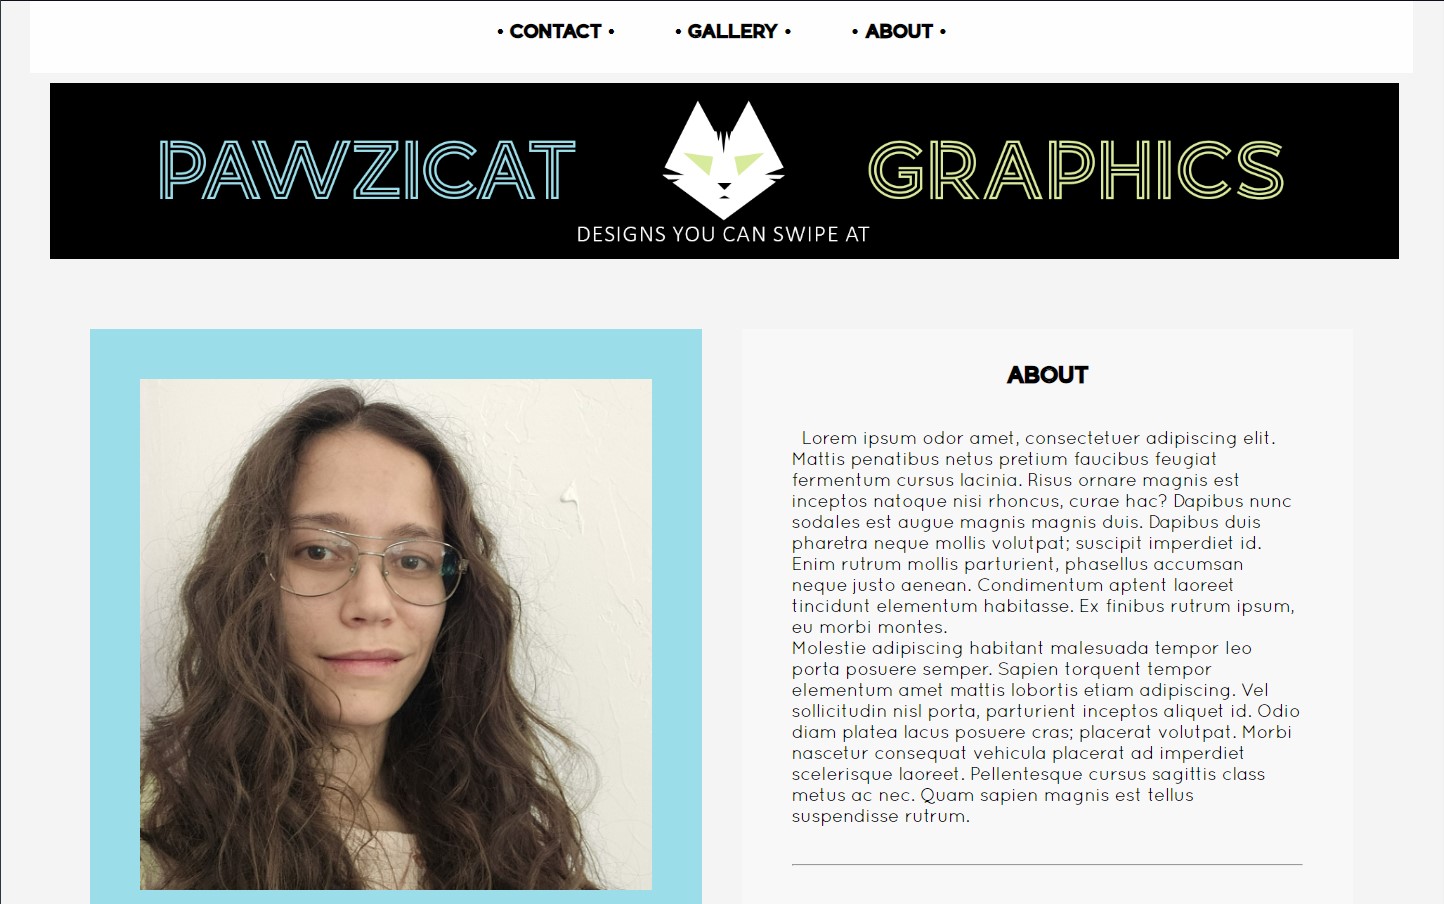 • CONTACT • • GALLERY • • ABOUT •
PAWZICAT GRAPHICS
DESIGNS YOU CAN SWIPE AT
ABOUT
Lorem ipsum odor amet, consectetuer adipiscing elit.
Mattis penatibus netus pretium faucibus feugiat
fermentum cursus lacinia. Risus ornare magnis est
inceptos natoque nisi rhoncus, curae hac? Dapibus nunc
sodales est augue magnis magnis duis. Dapibus duis
pharetra neque mollis volutpat; suscipit imperdiet id.
Enim rutrum mollis parturient, phasellus accumsan
neque justo aenean. Condimentum aptent laoreet
tincidunt elementum habitasse. Ex finibus rutrum ipsum,
eu morbi montes.
Molestie adipiscing habitant malesuada tempor leo
porta posuere semper. Sapien torquent tempor
elementum amet mattis lobortis etiam adipiscing. Vel
sollicitudin nisl porta, parturient inceptos aliquet id. Odio
diam platea lacus posuere cras; placerat volutpat. Morbi
nascetur consequat vehicula placerat ad imperdiet
scelerisque laoreet. Pellentesque cursus sagittis class
metus ac nec. Quam sapien magnis est tellus
suspendisse rutrum.